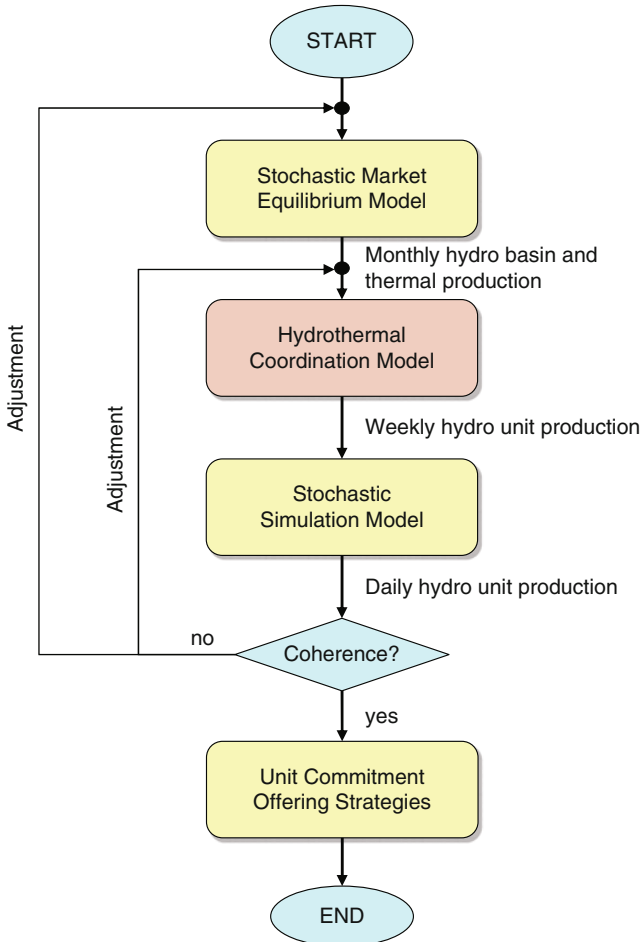 START
Stochastic Market
Equilibrium Model
Monthly hydro basin and
thermal production
Hydrothermal
Coordination Model
Adjustment
Adjustment
Weekly hydro unit production
Stochastic
Simulation Model
Daily hydro unit production
no
Coherence?
yes
Unit Commitment
Offering Strategies
END